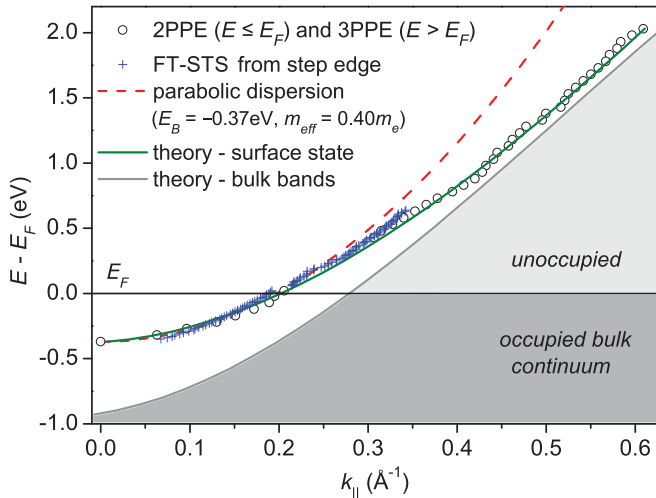 2PPE (E ≤ E_F) and 3PPE (E > E_F)
FT-STS from step edge
parabolic dispersion
(E_B = −0.37eV, m_eff = 0.40m_e)
theory - surface state
theory - bulk bands
E_F
unoccupied
occupied bulk
continuum
E - E_F (eV)
2.0
1.5
1.0
0.5
0.0
-0.5
-1.0
0.0 0.1 0.2 0.3 0.4 0.5 0.6
k_|| (Å⁻¹)